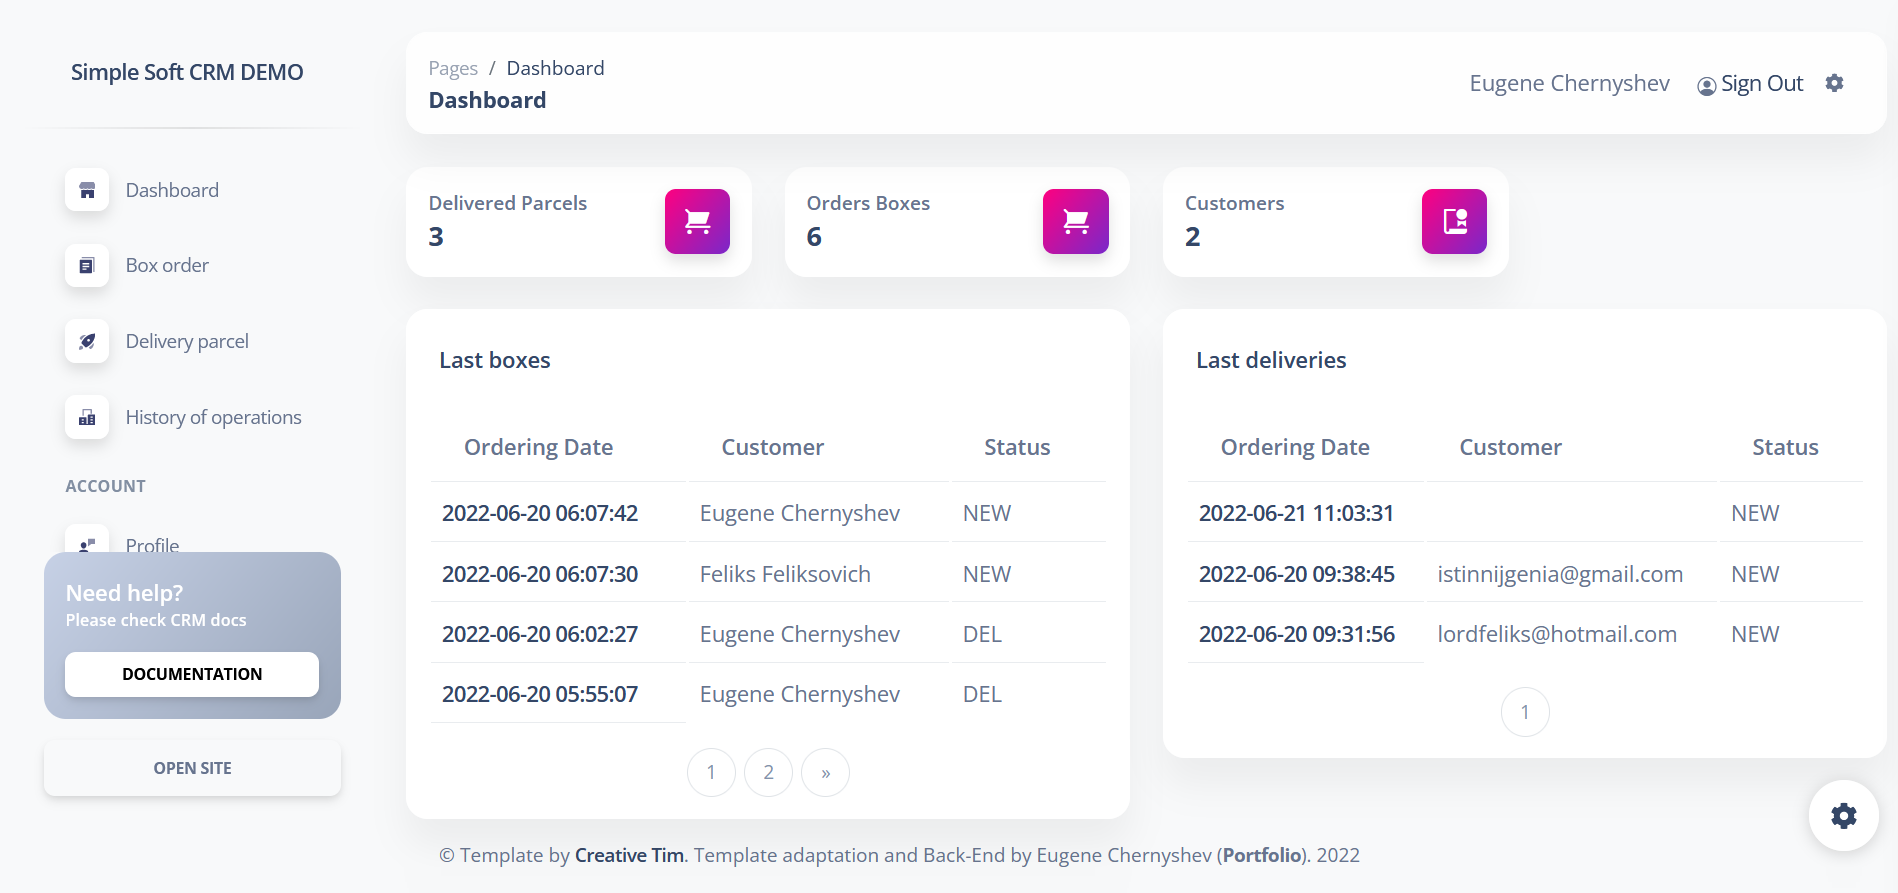 Simple Soft CRM DEMO
Dashboard
Box order
Delivery parcel
History of operations
ACCOUNT
Profile
Need help?
Please check CRM docs
DOCUMENTATION
OPEN SITE
Pages / Dashboard
Dashboard
Eugene Chernyshev Sign Out
Delivered Parcels
3
Orders Boxes
6
Customers
2
Last boxes
Ordering Date Customer Status
2022-06-20 06:07:42 Eugene Chernyshev NEW
2022-06-20 06:07:30 Feliks Feliksovich NEW
2022-06-20 06:02:27 Eugene Chernyshev DEL
2022-06-20 05:55:07 Eugene Chernyshev DEL
1 2 »
Last deliveries
Ordering Date Customer Status
2022-06-21 11:03:31 NEW
2022-06-20 09:38:45 istinnijgenia@gmail.com NEW
2022-06-20 09:31:56 lordfeliks@hotmail.com NEW
1
© Template by Creative Tim. Template adaptation and Back-End by Eugene Chernyshev (Portfolio). 2022